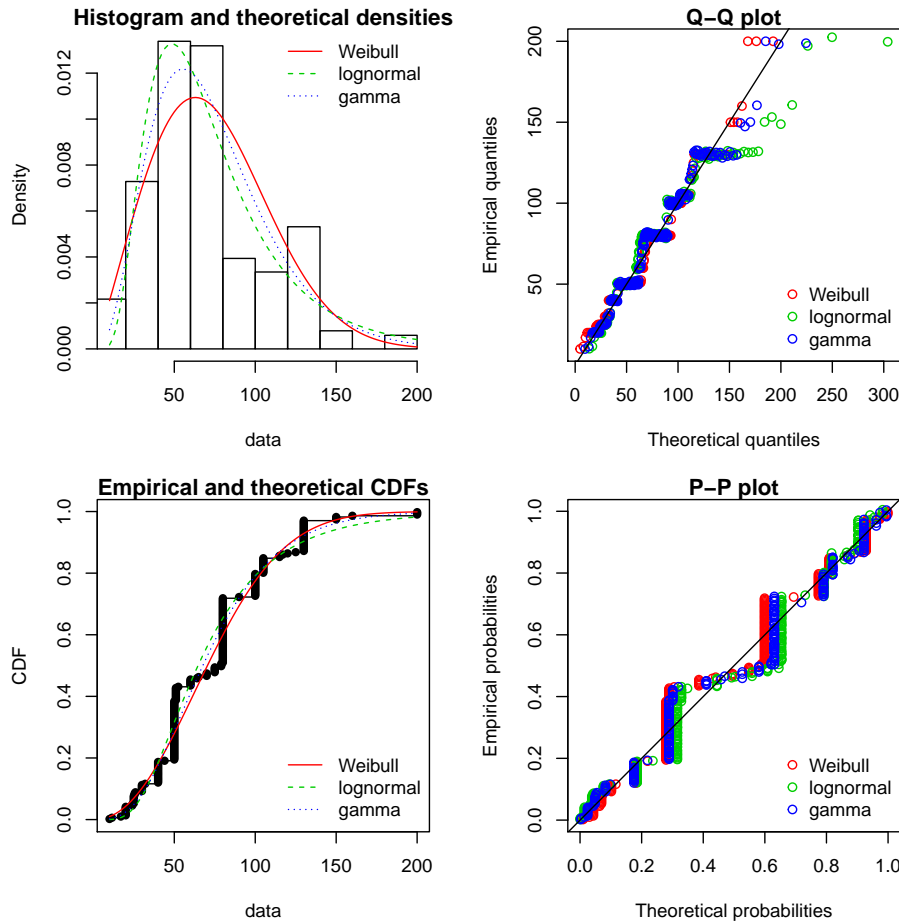 Histogram and theoretical densities
Weibull
lognormal
gamma
Density
0.000
0.004
0.008
0.012
50
100
150
200
data
Q−Q plot
Empirical quantiles
50
100
150
200
Weibull
lognormal
gamma
0
50
100
150
200
250
300
Theoretical quantiles
Empirical and theoretical CDFs
CDF
0.0
0.2
0.4
0.6
0.8
1.0
Weibull
lognormal
gamma
50
100
150
200
data
P−P plot
Empirical probabilities
0.0
0.2
0.4
0.6
0.8
1.0
Weibull
lognormal
gamma
0.0
0.2
0.4
0.6
0.8
1.0
Theoretical probabilities